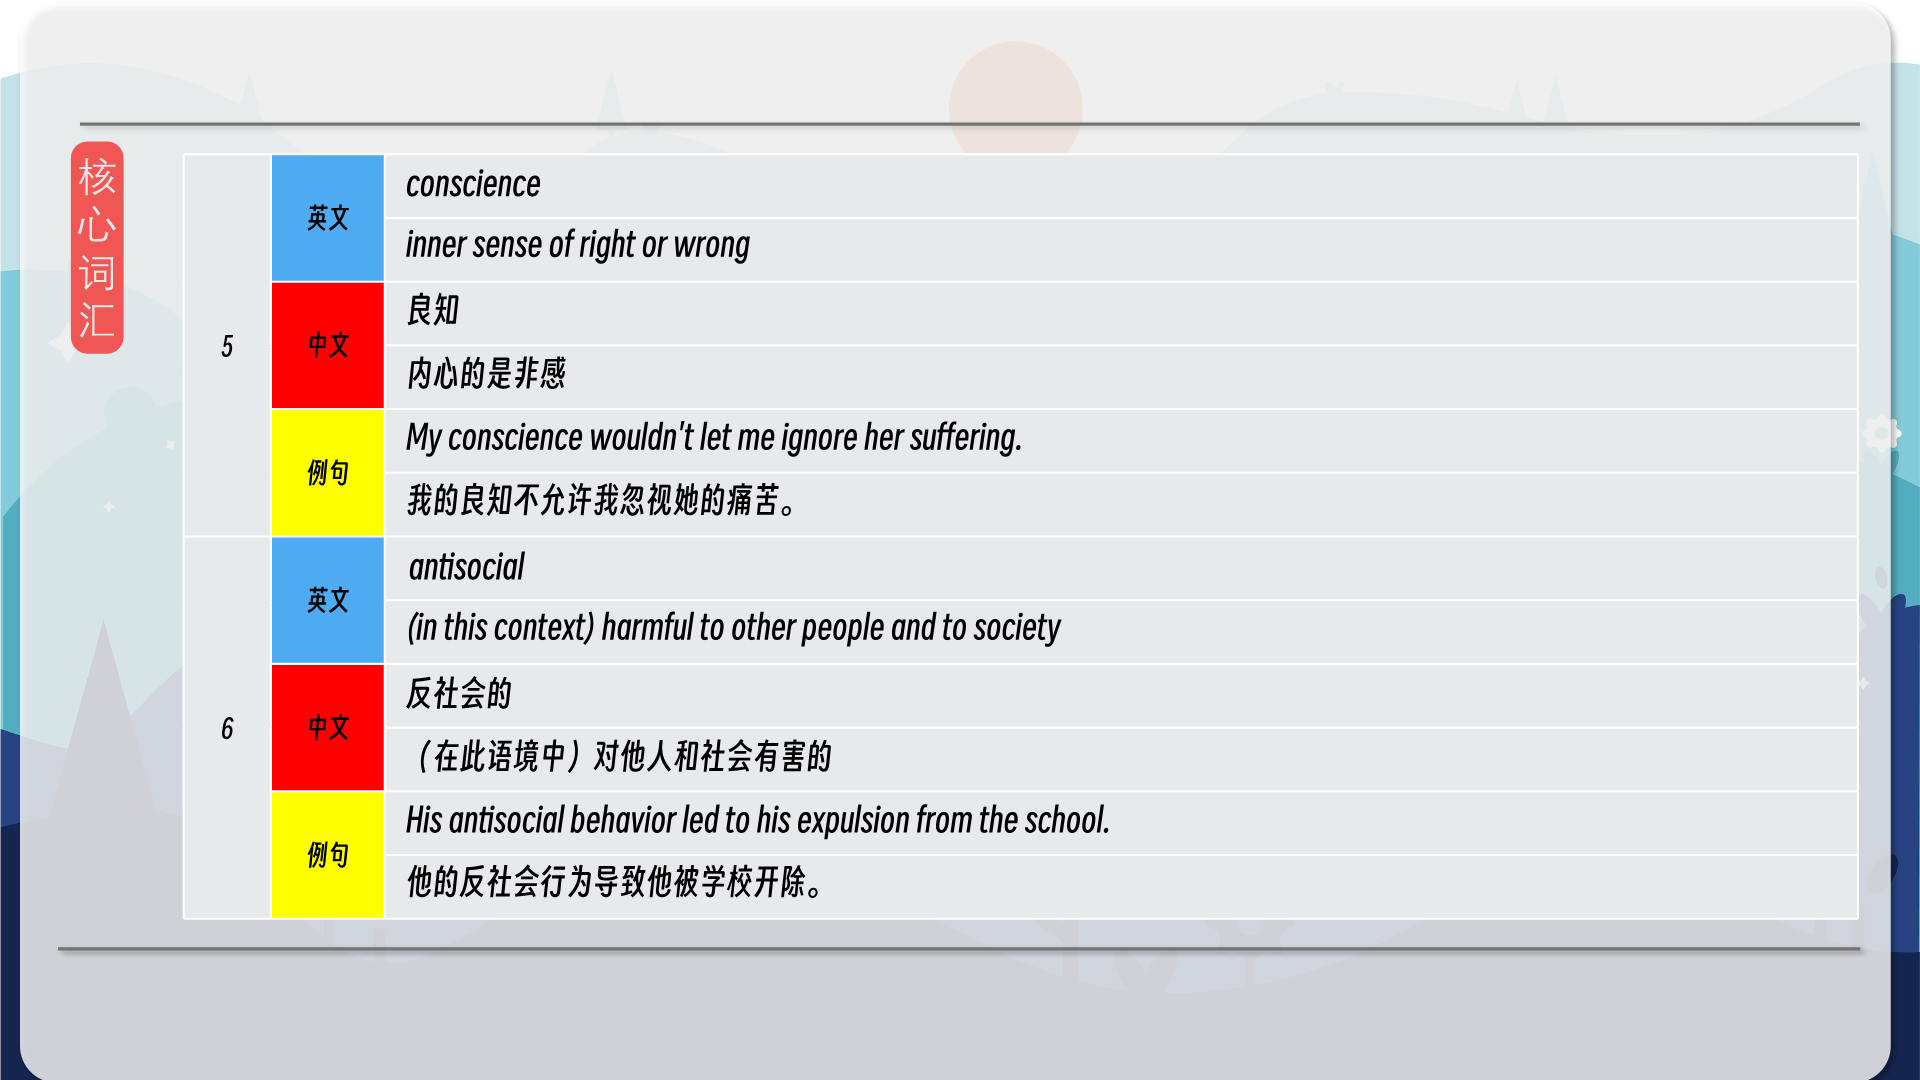 核
心
词
汇
5
英文
conscience
inner sense of right or wrong
中文
良知
内心的是非感
例句
My conscience wouldn't let me ignore her suffering.
我的良知不允许我忽视她的痛苦。
6
英文
antisocial
(in this context) harmful to other people and to society
中文
反社会的
（在此语境中）对他人和社会有害的
例句
His antisocial behavior led to his expulsion from the school.
他的反社会行为导致他被学校开除。